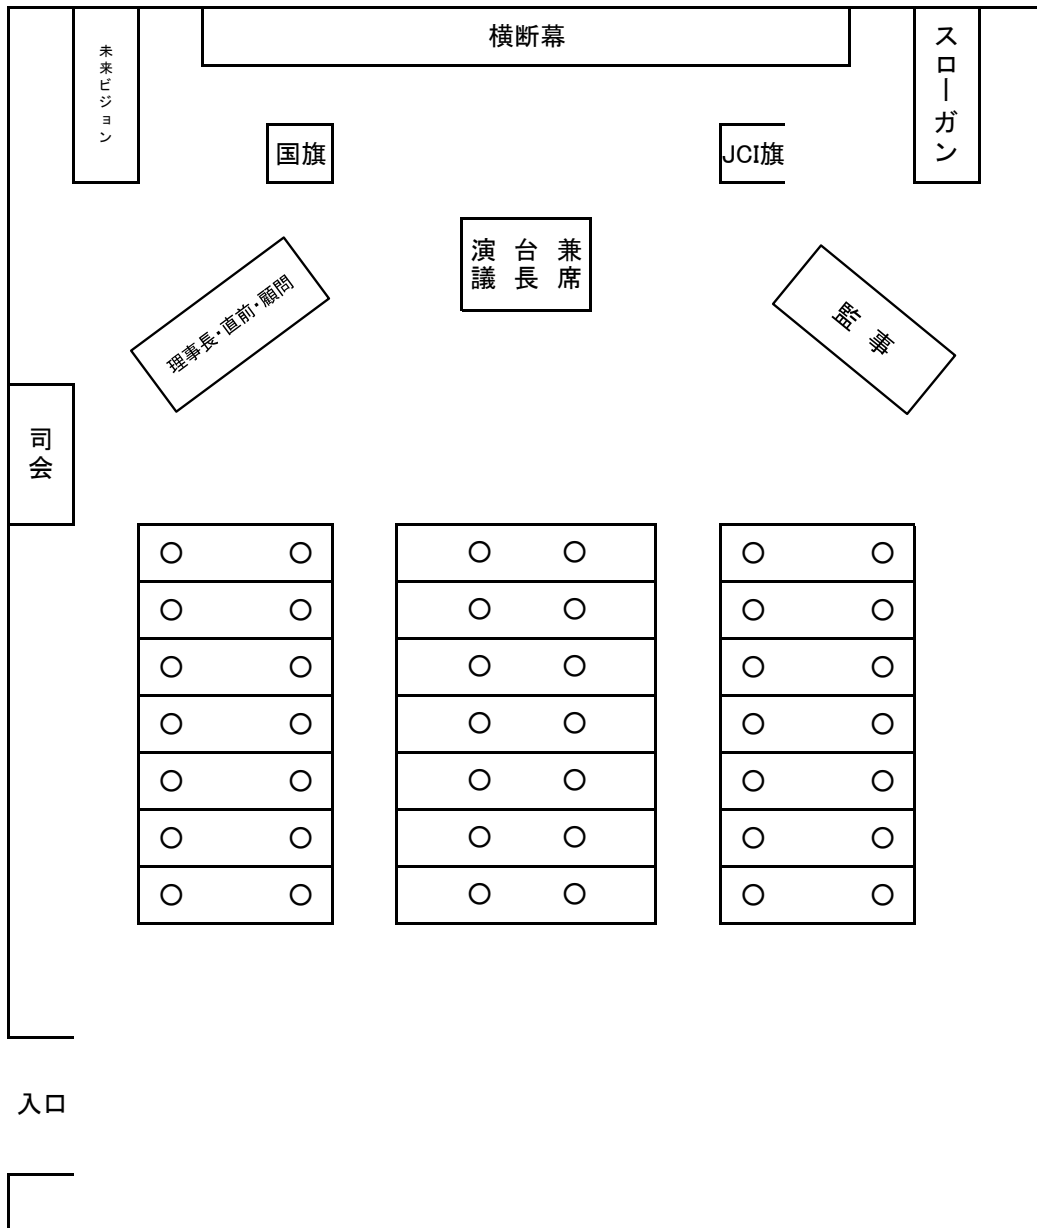 未来ビジョン
横断幕
スローガン
国旗
JCI旗
演台兼
議長席
理事長・直前・顧問
監事
司会
入口